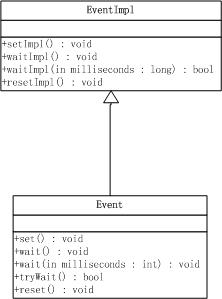 EventImpl
+setImpl() : void
+waitImpl() : void
+waitImpl(in milliseconds : long) : bool
+resetImpl() : void
Event
+set() : void
+wait() : void
+wait(in milliseconds : int) : void
+tryWait() : bool
+reset() : void